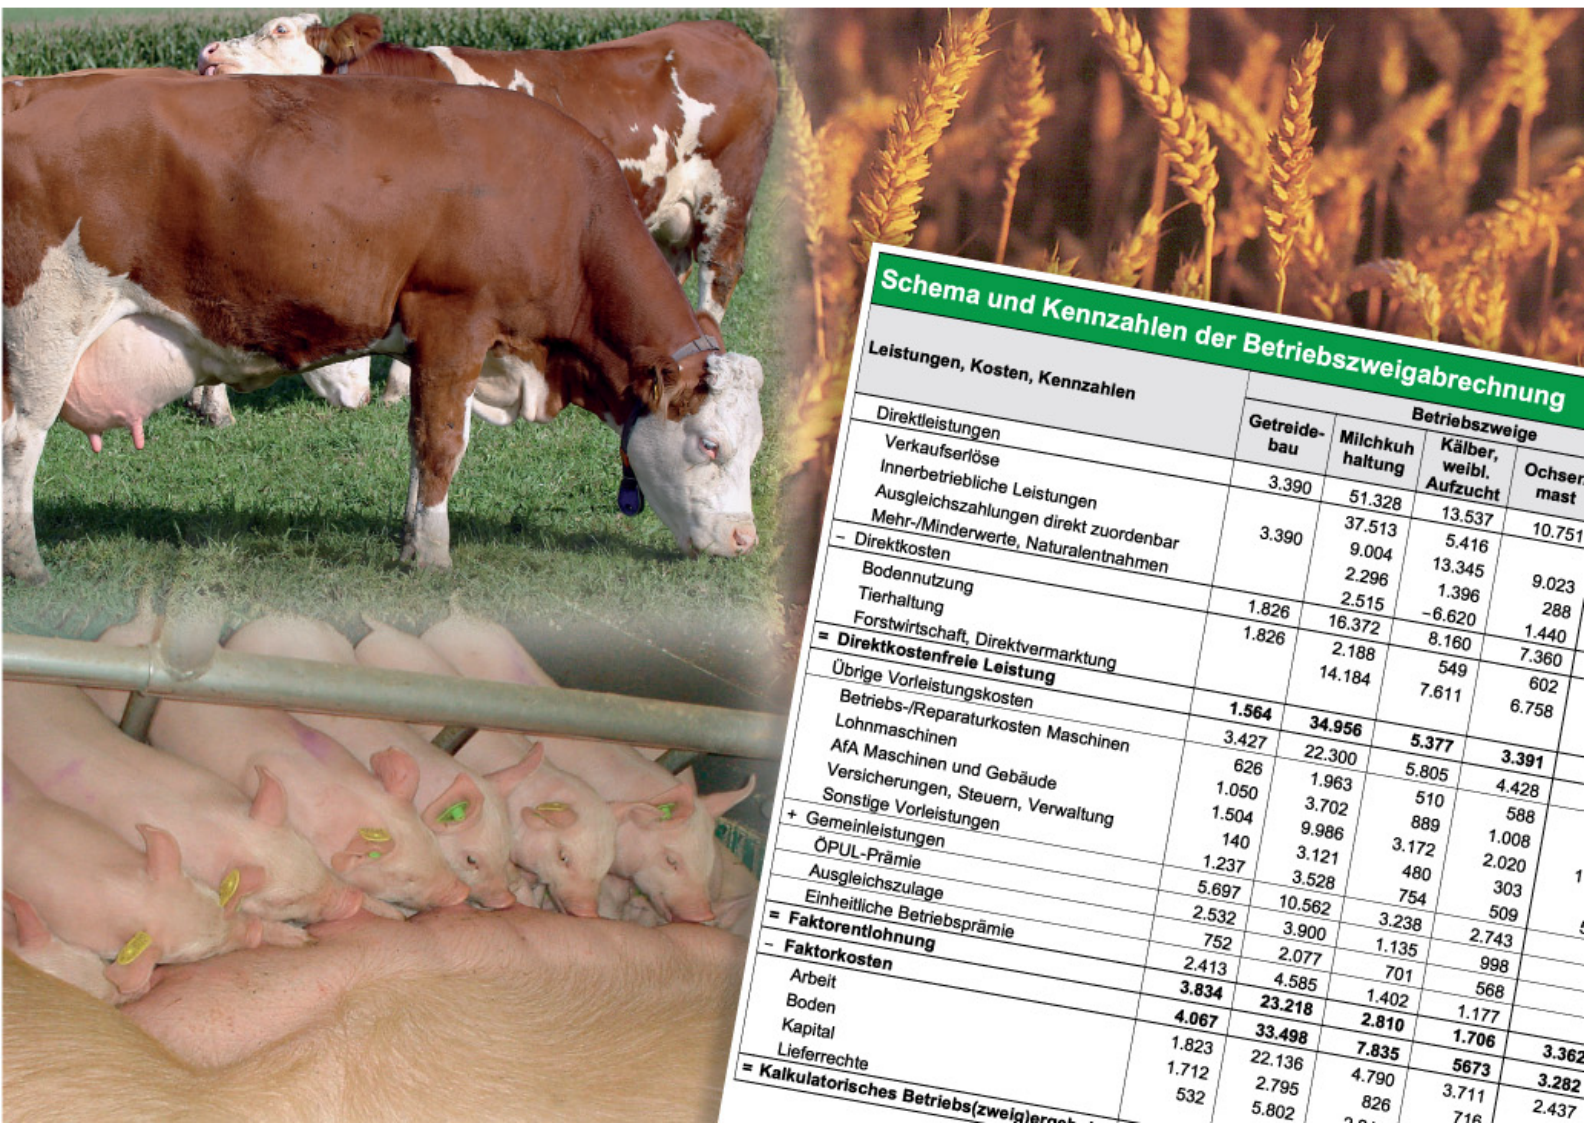 Schema und Kennzahlen der Betriebszweigabrechnung
Leistungen, Kosten, Kennzahlen
Betriebszweige
Getreide-
bau
Milchkuh
haltung
Kälber,
weibl.
Aufzucht
Ochsen
mast
Direktleistungen 3.390 51.328 13.537 10.751
Verkaufserlöse 37.513 5.416
Innerbetriebliche Leistungen 3.390 9.004 13.345 9.023
Ausgleichszahlungen direkt zuordenbar 2.296 1.396 288
Mehr-/Minderwerte, Naturalentnahmen 2.515 –6.620 1.440
– Direktkosten 1.826 16.372 8.160 7.360
Bodennutzung 1.826 2.188 549 602
Tierhaltung 14.184 7.611 6.758
Forstwirtschaft, Direktvermarktung
= Direktkostenfreie Leistung 1.564 34.956 5.377 3.391
Übrige Vorleistungskosten 3.427 22.300 5.805 4.428
Betriebs-/Reparaturkosten Maschinen 626 1.963 510 588
Lohnmaschinen 1.050 3.702 889 1.008
AfA Maschinen und Gebäude 1.504 9.986 3.172 2.020
Versicherungen, Steuern, Verwaltung 140 3.121 480 303
Sonstige Vorleistungen 1.237 3.528 754 509
+ Gemeinleistungen 5.697 10.562 3.238 2.743
ÖPUL-Prämie 2.532 3.900 1.135 998
Ausgleichszulage 752 2.077 701 568
Einheitliche Betriebsprämie 2.413 4.585 1.402 1.177
= Faktorentlohnung 3.834 23.218 2.810 1.706 3.362
– Faktorkosten 4.067 33.498 7.835 5673 3.282
Arbeit 1.823 22.136 4.790 3.711 2.437
Boden 1.712 2.795 826 716
Kapital 532 5.802
Lieferrechte
= Kalkulatorisches